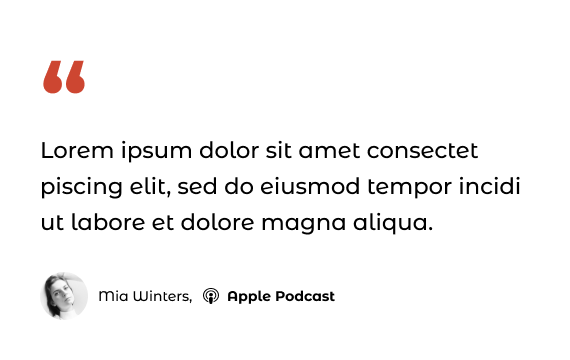 “
Lorem ipsum dolor sit amet consectet
piscing elit, sed do eiusmod tempor incidi
ut labore et dolore magna aliqua.
Mia Winters, Apple Podcast